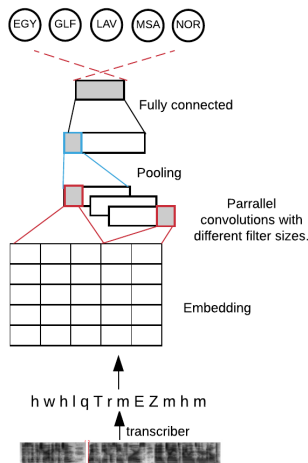 EGY GLF LAV MSA NOR
Fully connected
Pooling
Parrallel
convolutions with
different filter sizes.
Embedding
h w h l q T r m E Z m h m
transcriber